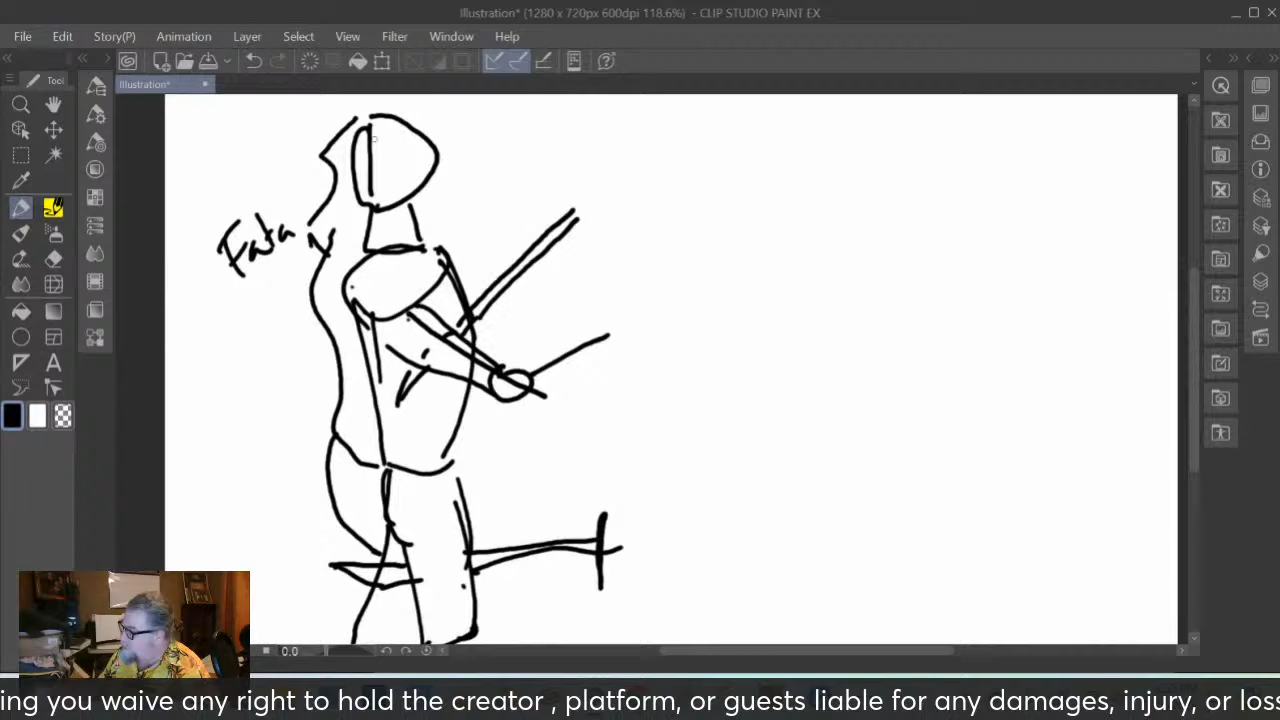 Illustration* (1280 x 720px 600dpi 118.6%) - CLIP STUDIO PAINT EX
File Edit Story(P) Animation Layer Select View Filter Window Help
Tool
Illustration*
Fata
0.0
ing you waive any right to hold the creator , platform, or guests liable for any damages, injury, or loss